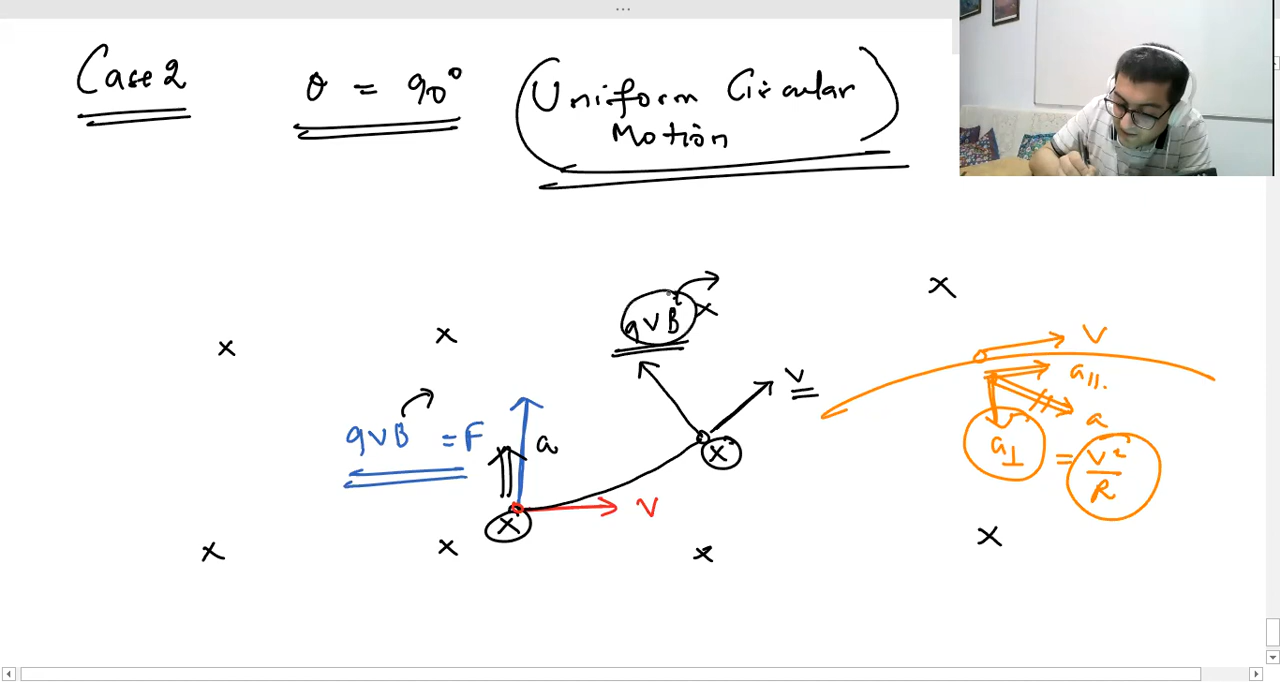 Case 2
θ = 90°
(Uniform Circular
Motion)
x
x x
qvB x
v
v
a∥.
a
a⊥ = v²/R
qvB = F
a
x
x
v
x x x x